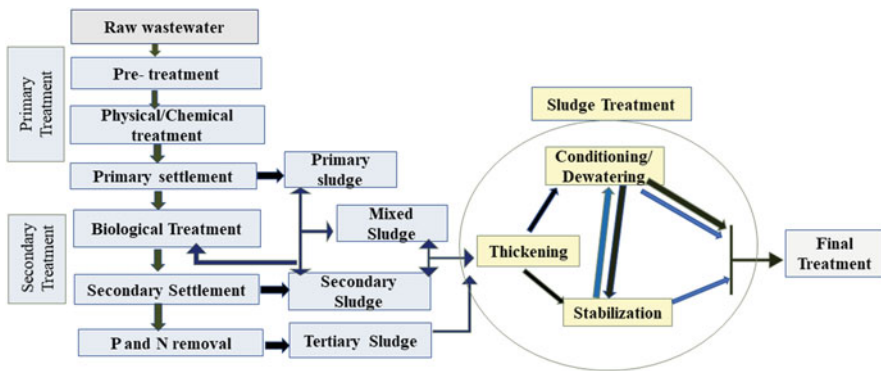 Raw wastewater
Primary
Treatment
Pre- treatment
Physical/Chemical
treatment
Primary settlement
Primary
sludge
Secondary
Treatment
Biological Treatment
Mixed
Sludge
Secondary Settlement
Secondary
Sludge
P and N removal
Tertiary Sludge
Sludge Treatment
Conditioning/
Dewatering
Thickening
Stabilization
Final
Treatment